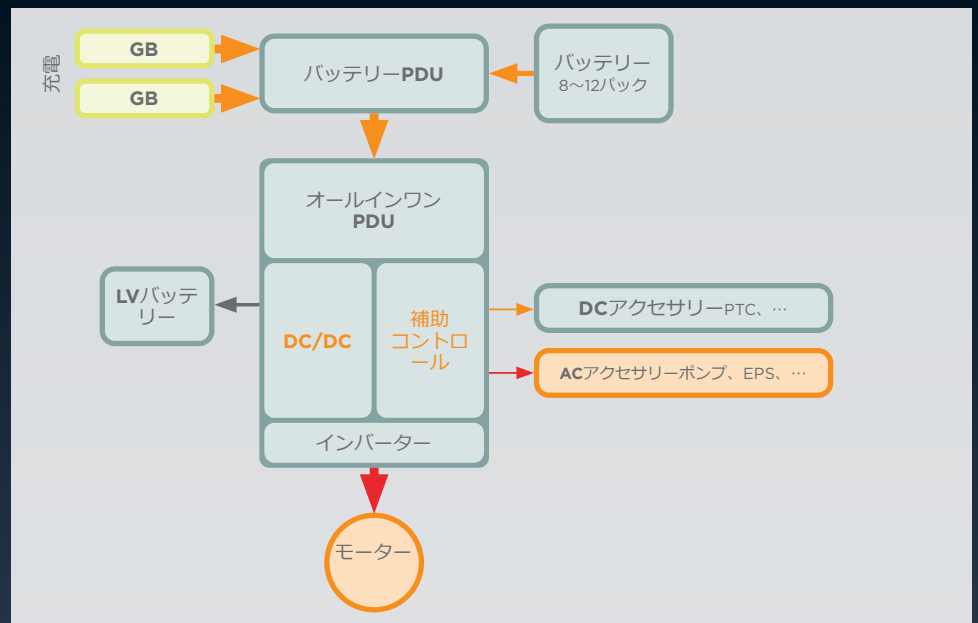 充電
GB
GB
バッテリーPDU
バッテリー
8～12パック
オールインワン
PDU
LVバッテ
リー
DC/DC
補助
コントロ
ール
DCアクセサリーPTC、…
ACアクセサリーポンプ、EPS、…
インバーター
モーター